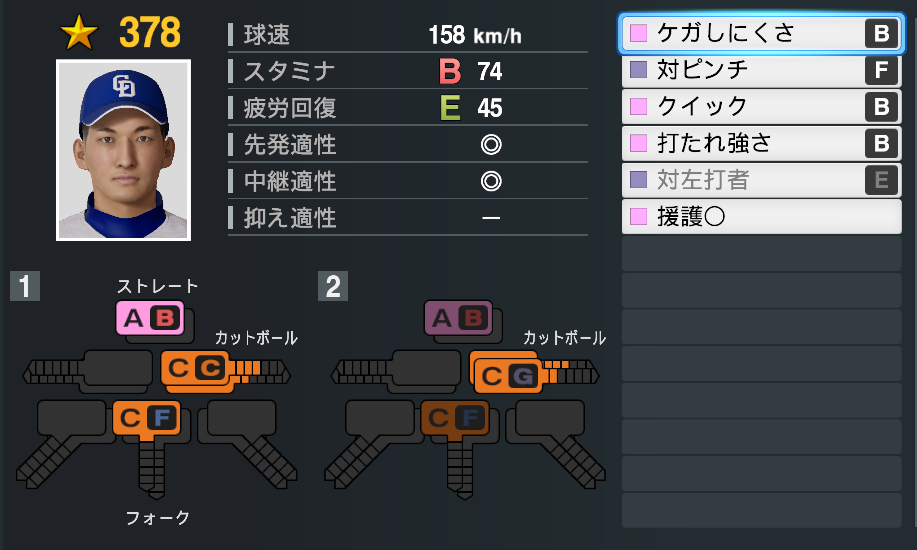 378
CD
球速 158 km/h
スタミナ B 74
疲労回復 E 45
先発適性 ◎
中継適性 ◎
抑え適性 ―
ケガしにくさ B
対ピンチ F
クイック B
打たれ強さ B
対左打者 E
援護○
1
ストレート
A B
カットボール
C C
C F
フォーク
2
A B
カットボール
C G
C F